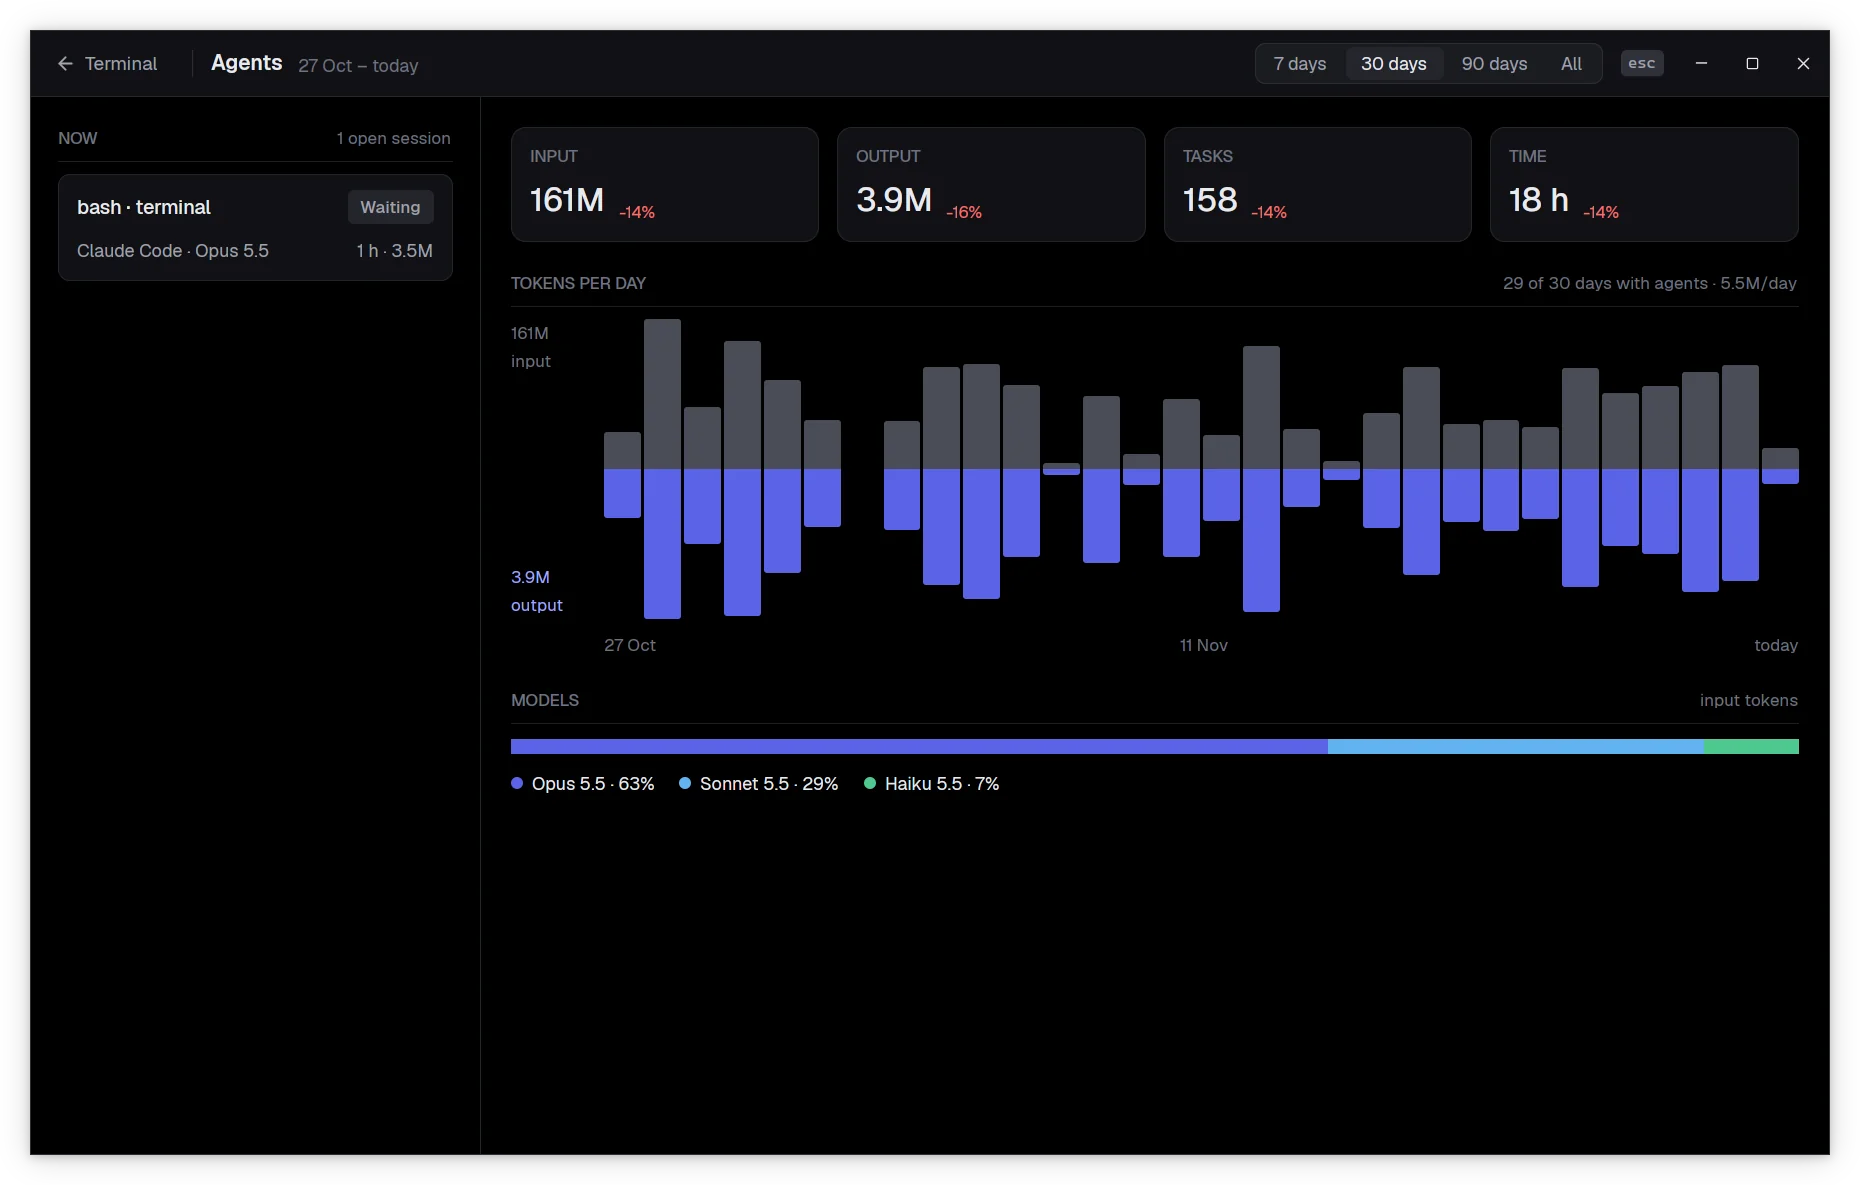 Terminal
Agents 27 Oct – today
7 days 30 days 90 days All esc
NOW 1 open session
bash · terminal Waiting
Claude Code · Opus 5.5 1 h · 3.5M
INPUT
161M -14%
OUTPUT
3.9M -16%
TASKS
158 -14%
TIME
18 h -14%
TOKENS PER DAY 29 of 30 days with agents · 5.5M/day
161M
input
3.9M
output
27 Oct 11 Nov today
MODELS input tokens
Opus 5.5 · 63% Sonnet 5.5 · 29% Haiku 5.5 · 7%